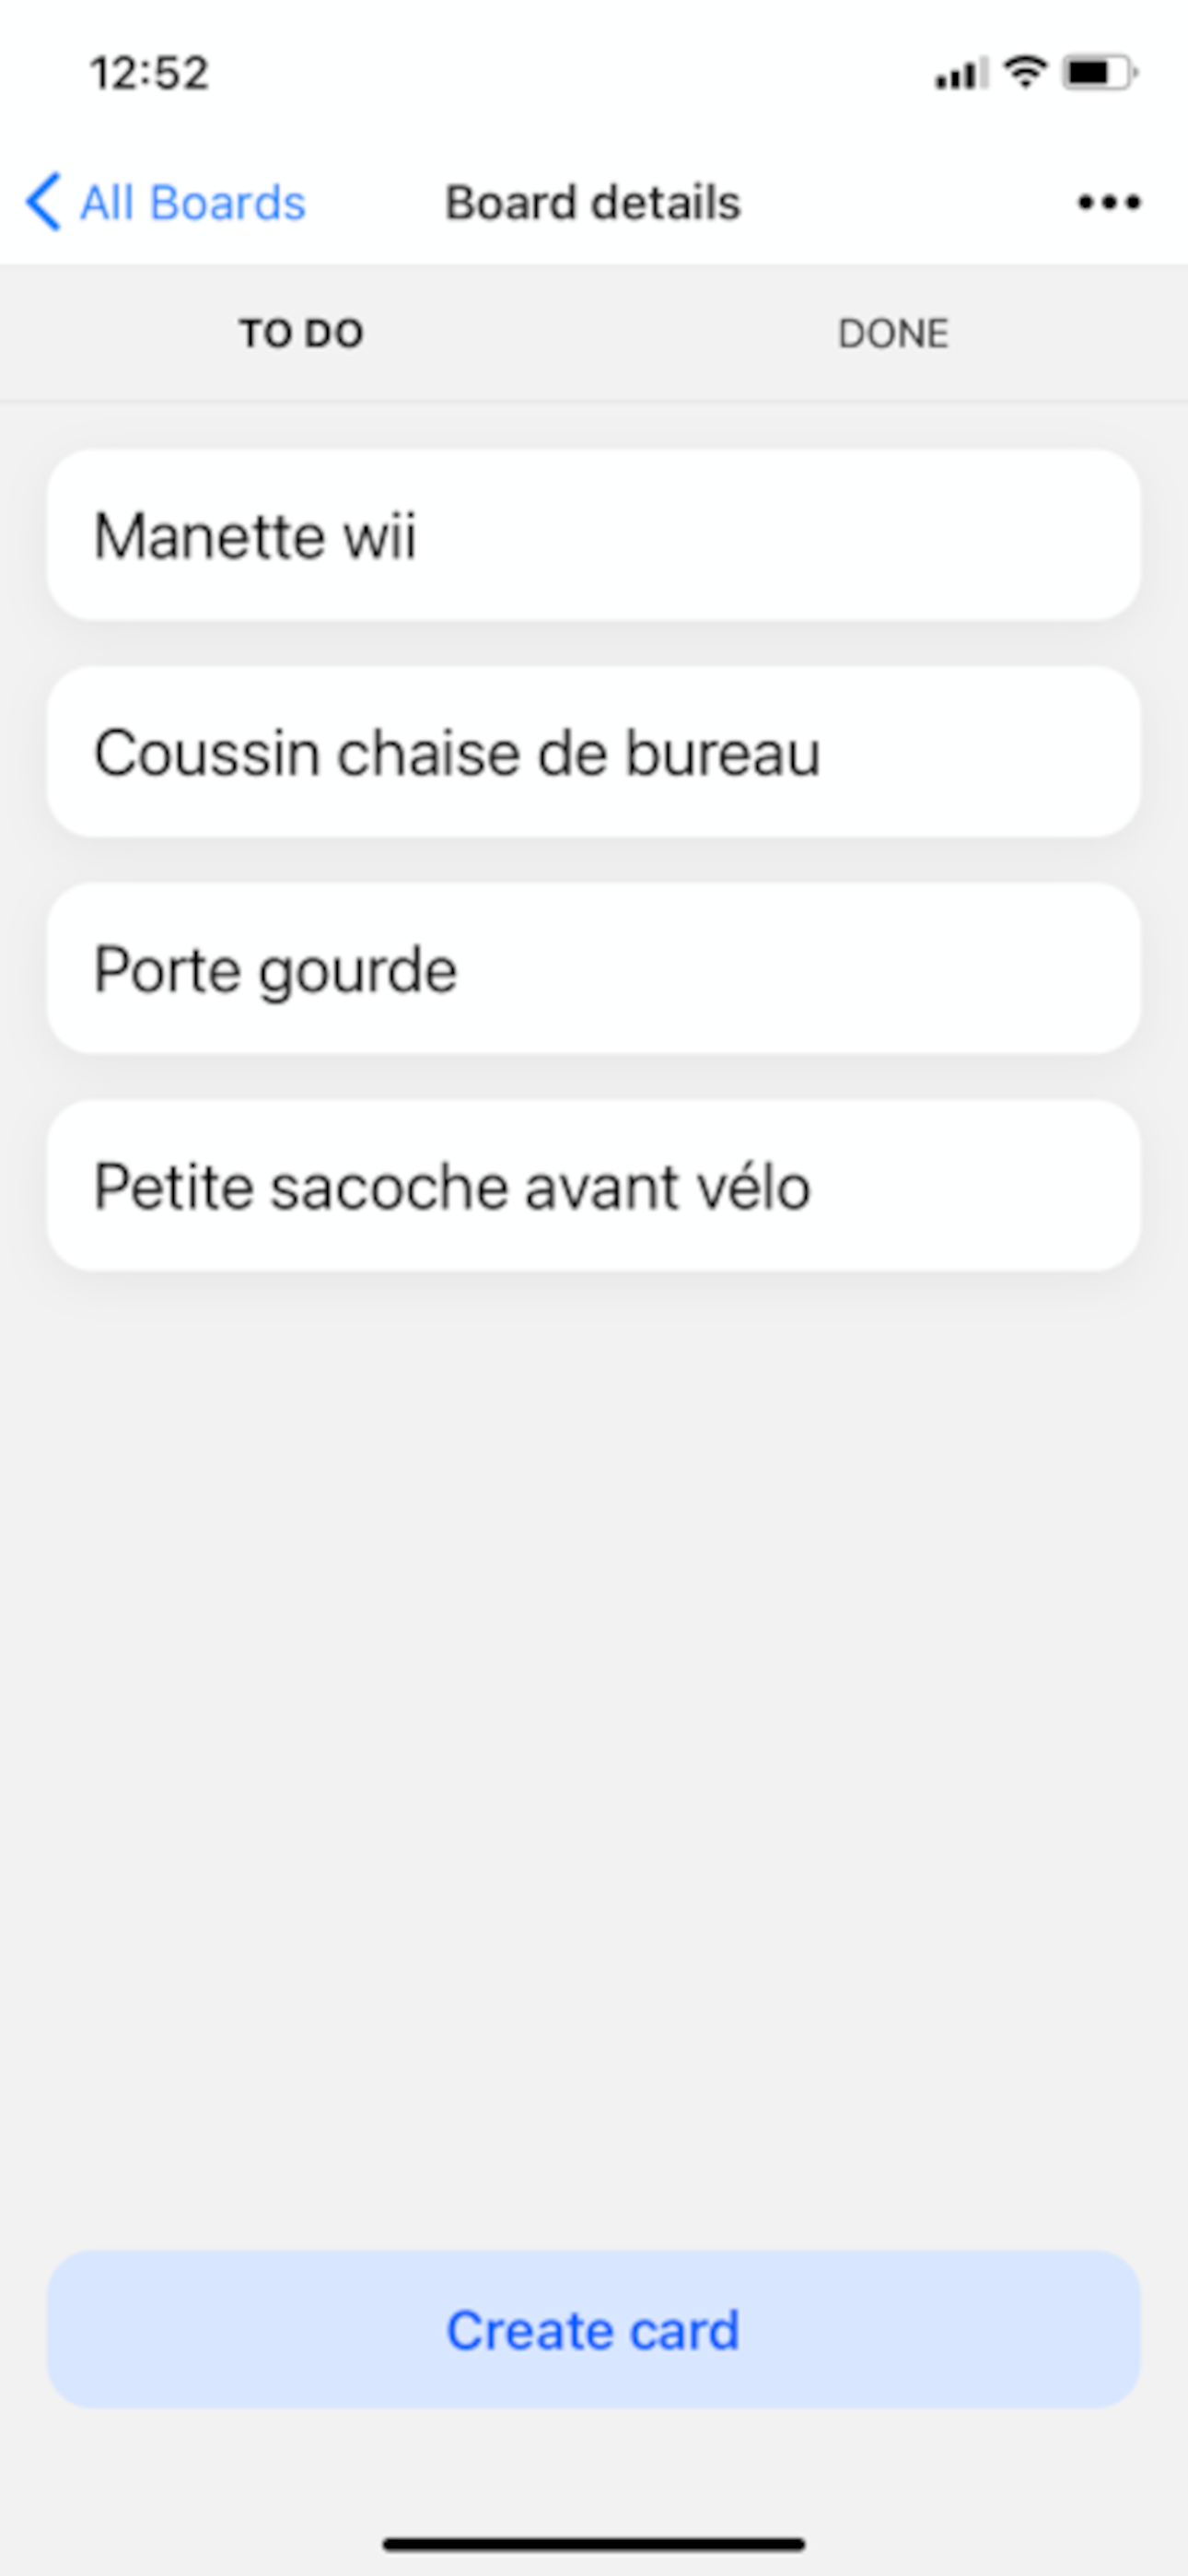 12:52
All Boards
Board details
TO DO
DONE
Manette wii
Coussin chaise de bureau
Porte gourde
Petite sacoche avant vélo
Create card